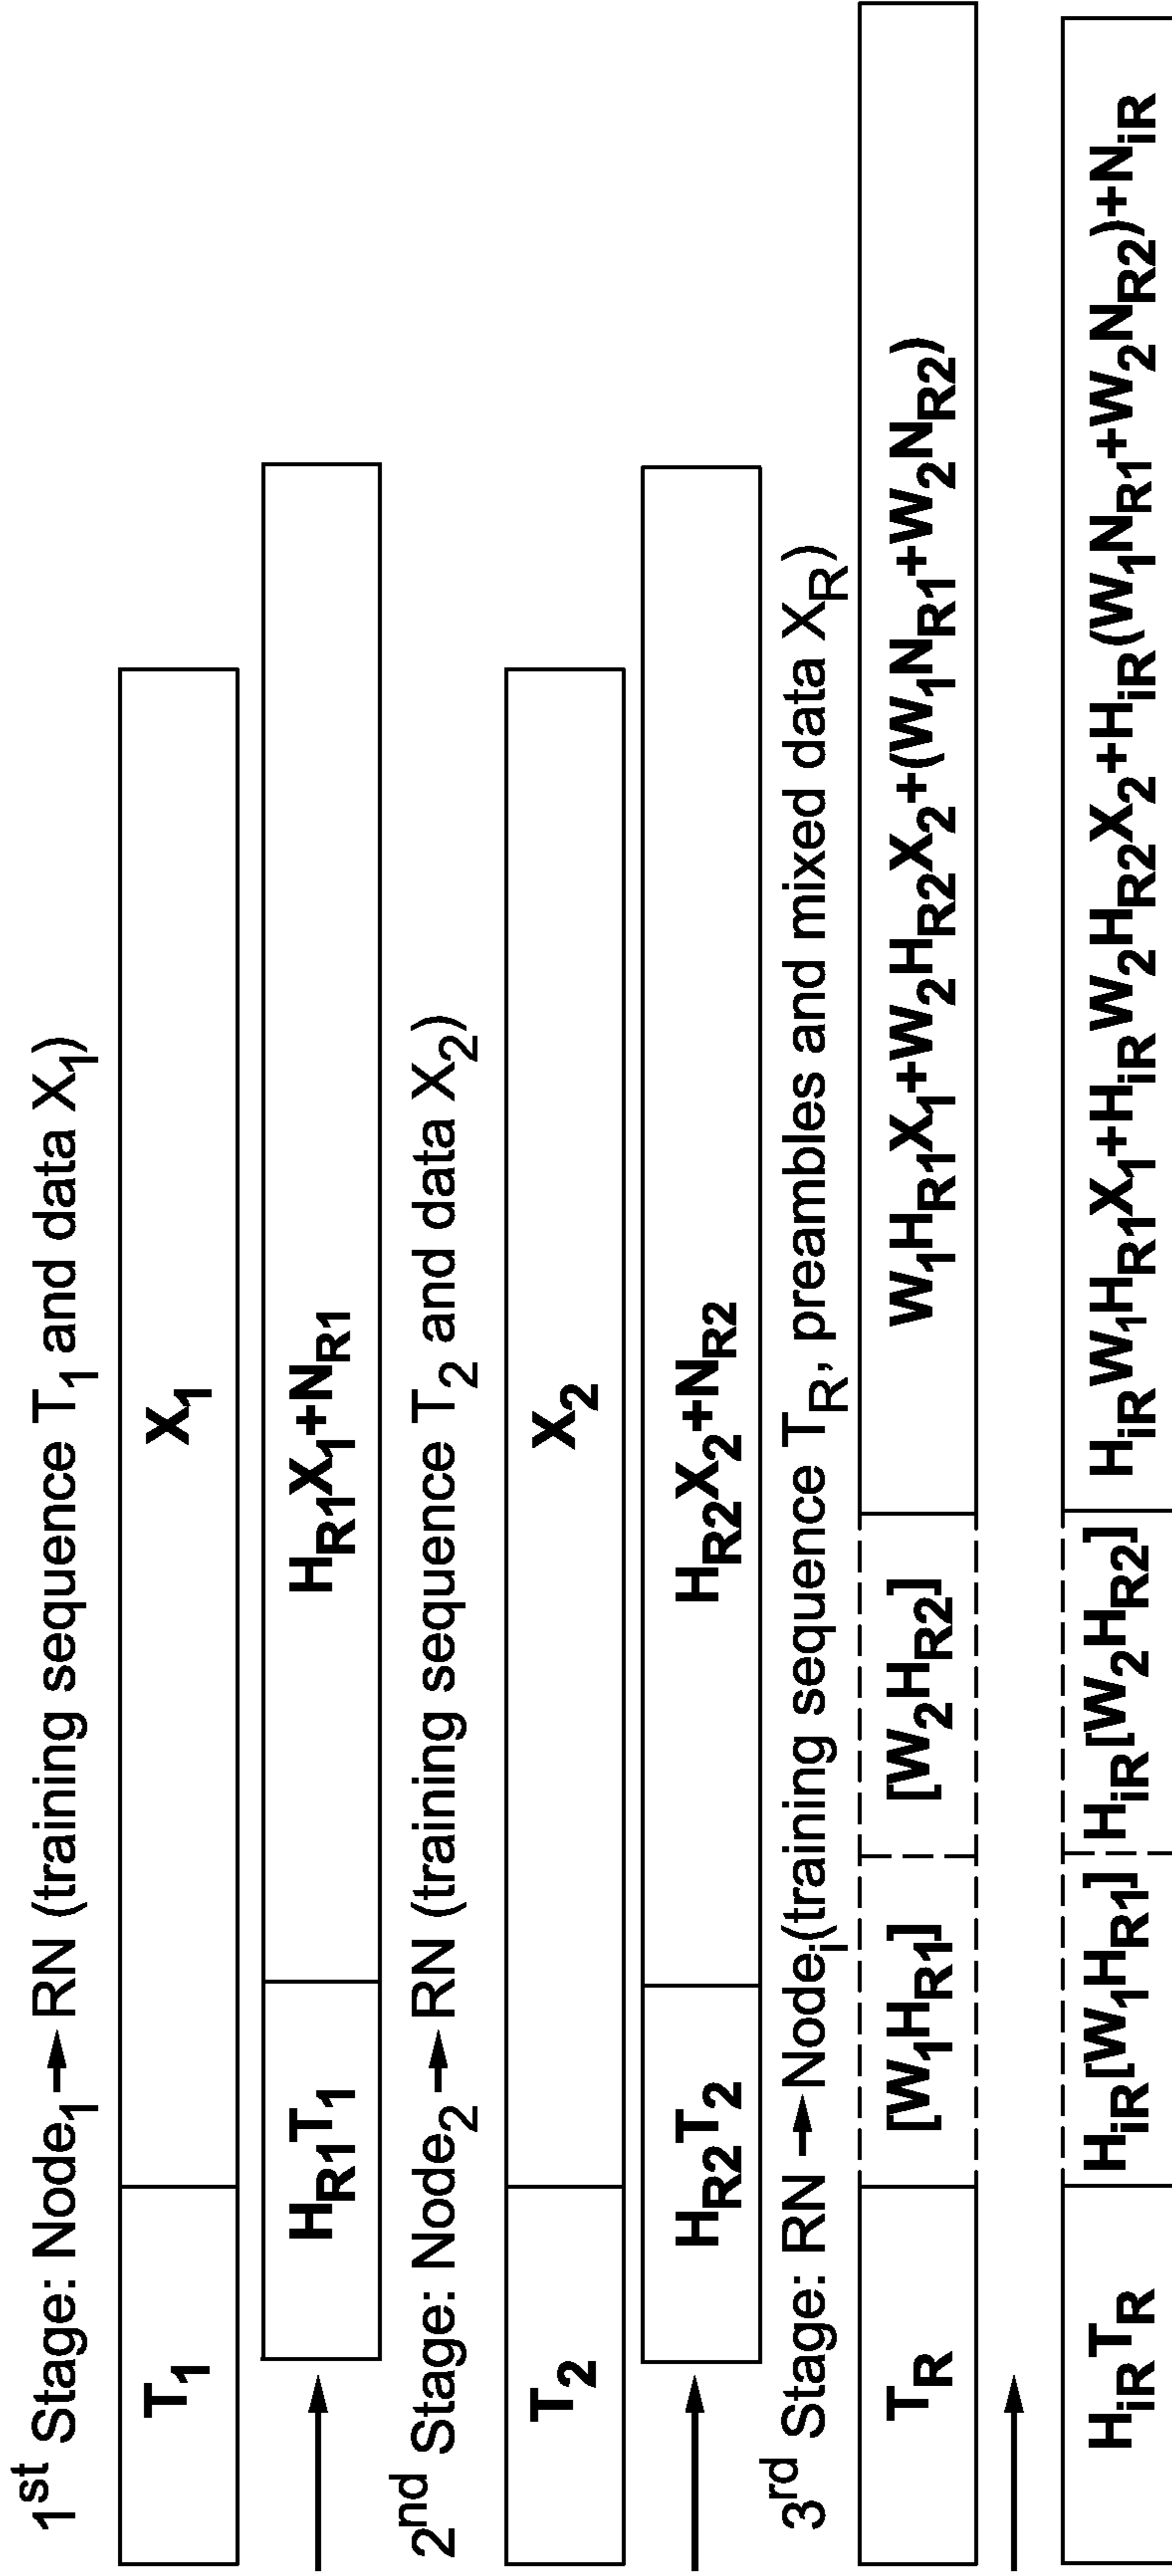 1st Stage: Node1→RN (training sequence T1 and data X1)
T1 X1
HR1T1 HR1X1+NR1
2nd Stage: Node2→RN (training sequence T2 and data X2)
T2 X2
HR2T2 HR2X2+NR2
3rd Stage: RN→Nodei(training sequence TR, preambles and mixed data XR)
TR [W1HR1] [W2HR2] W1HR1X1+W2HR2X2+(W1NR1+W2NR2)
HiRTR HiR[W1HR1] HiR[W2HR2] HiRW1HR1X1+HiRW2HR2X2+HiR(W1NR1+W2NR2)+NiR